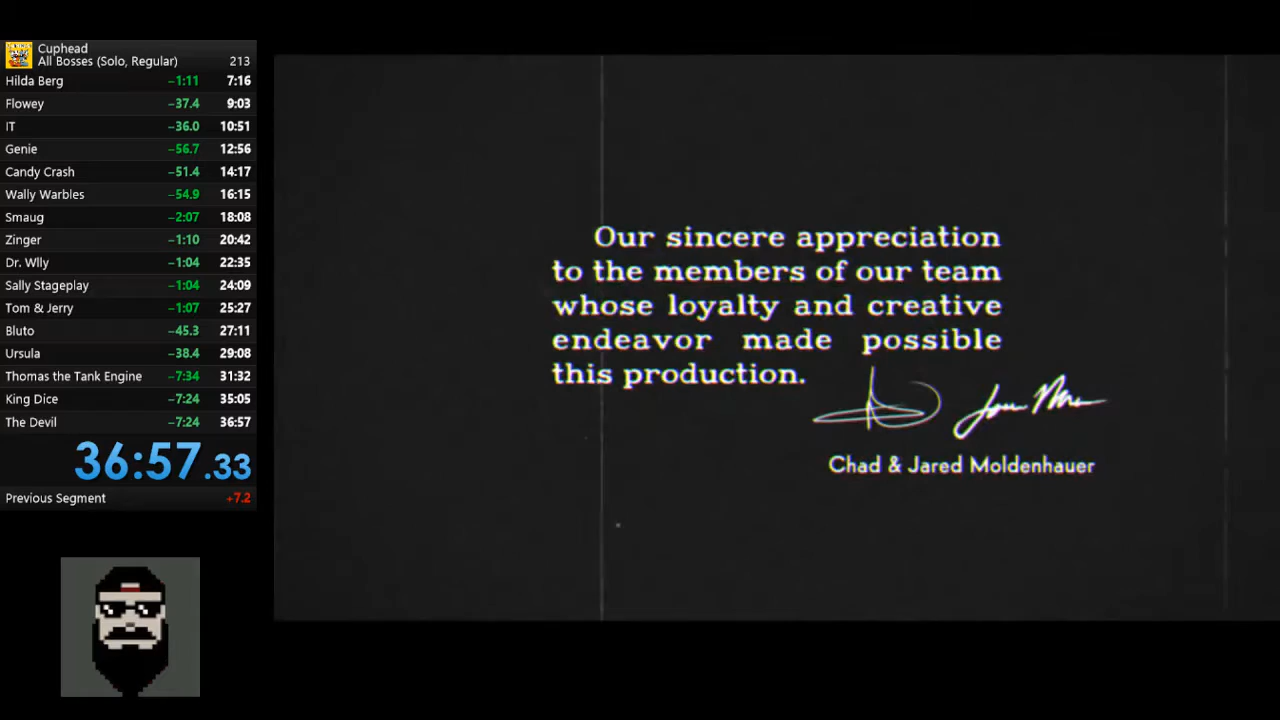 Cuphead
All Bosses (Solo, Regular) 213
Hilda Berg −1:11 7:16
Flowey −37.4 9:03
IT −36.0 10:51
Genie −56.7 12:56
Candy Crash −51.4 14:17
Wally Warbles −54.9 16:15
Smaug −2:07 18:08
Zinger −1:10 20:42
Dr. Wlly −1:04 22:35
Sally Stageplay −1:04 24:09
Tom & Jerry −1:07 25:27
Bluto −45.3 27:11
Ursula −38.4 29:08
Thomas the Tank Engine −7:34 31:32
King Dice −7:24 35:05
The Devil −7:24 36:57
36:57.33
Previous Segment +7.2
Our sincere appreciation
to the members of our team
whose loyalty and creative
endeavor made possible
this production.
Chad & Jared Moldenhauer